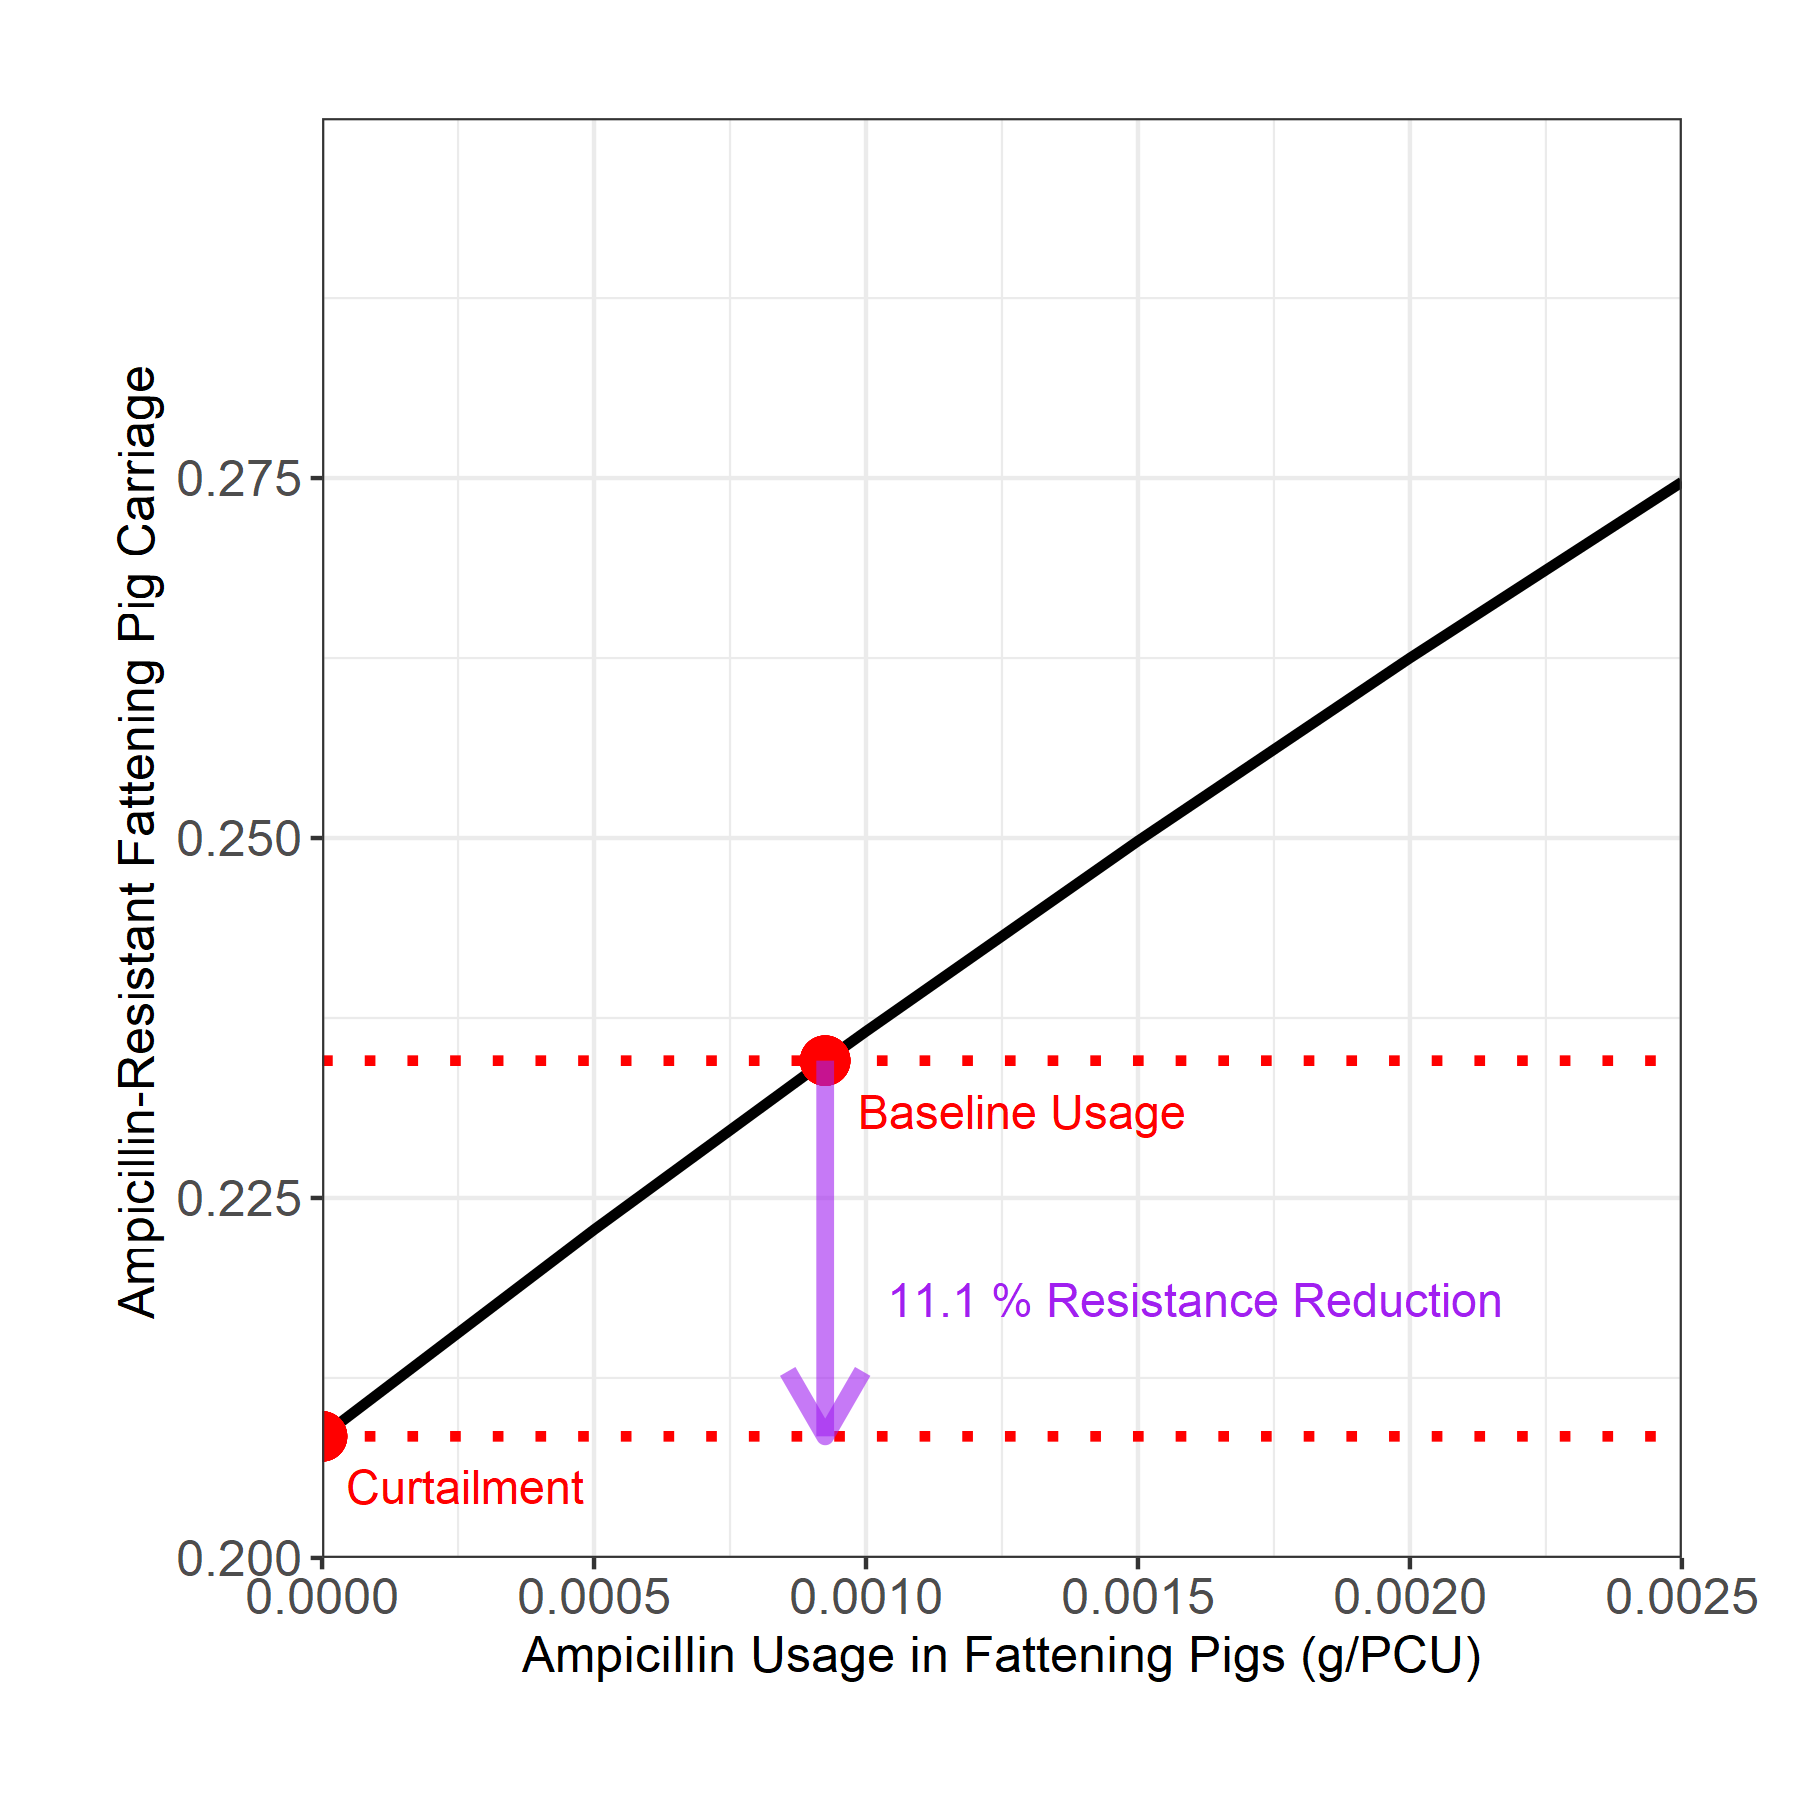 Ampicillin-Resistant Fattening Pig Carriage
0.275
0.250
0.225
0.200
Baseline Usage
11.1 % Resistance Reduction
Curtailment
0.0000
0.0005
0.0010
0.0015
0.0020
0.0025
Ampicillin Usage in Fattening Pigs (g/PCU)